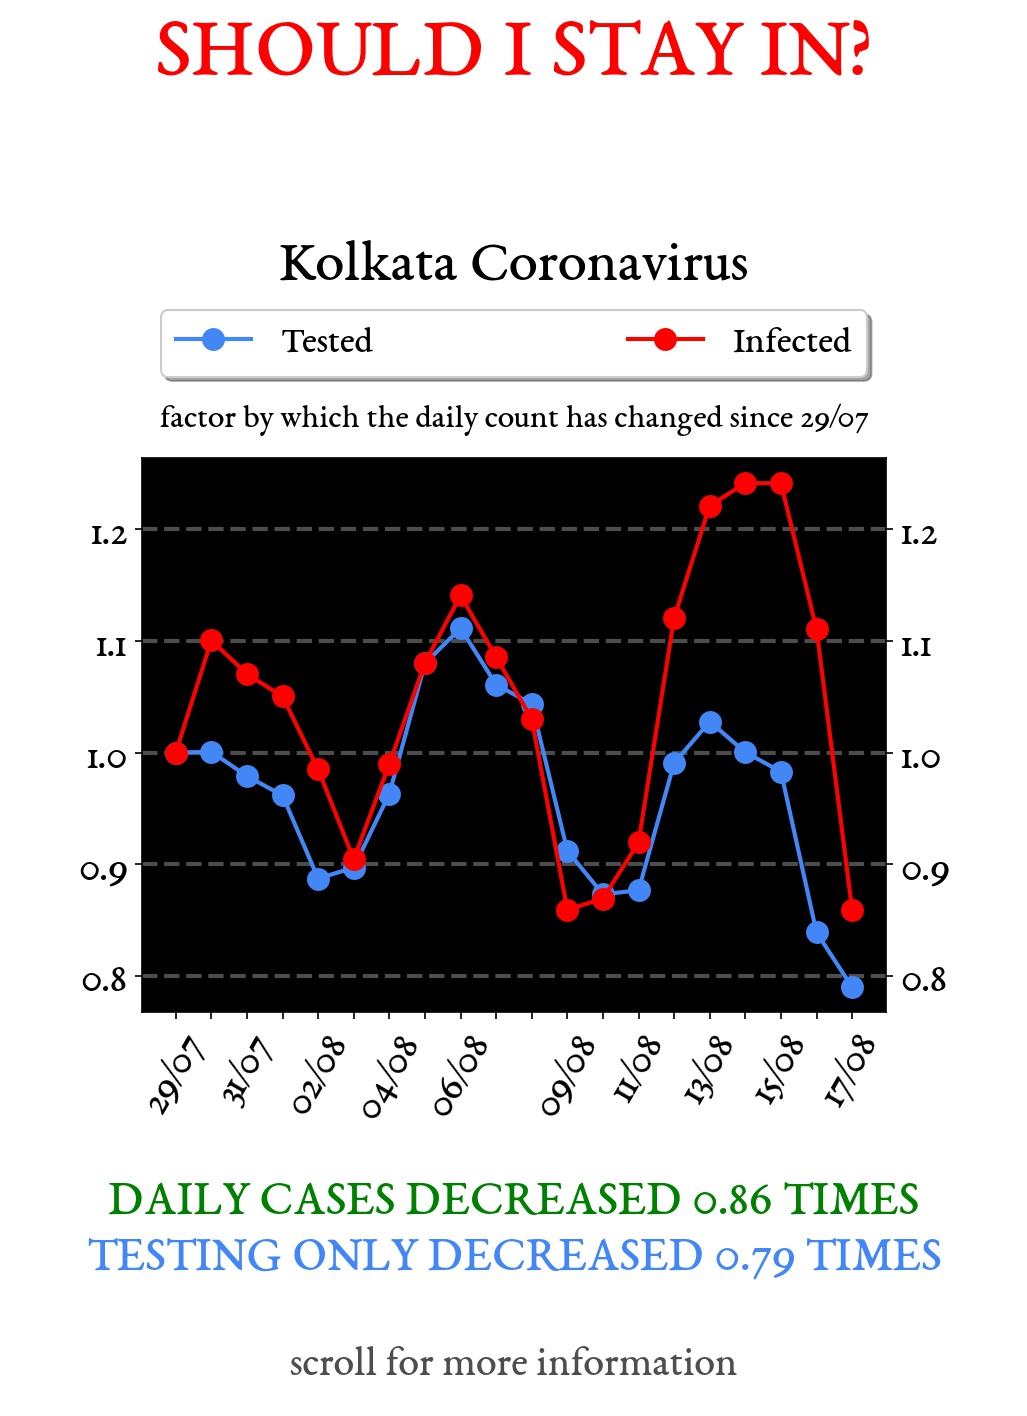 SHOULD I STAY IN?
Kolkata Coronavirus
Tested Infected
factor by which the daily count has changed since 29/07
1.2 1.2
1.1 1.1
1.0 1.0
0.9 0.9
0.8 0.8
29/07 31/07 02/08 04/08 06/08 09/08 11/08 13/08 15/08 17/08
DAILY CASES DECREASED 0.86 TIMES
TESTING ONLY DECREASED 0.79 TIMES
scroll for more information